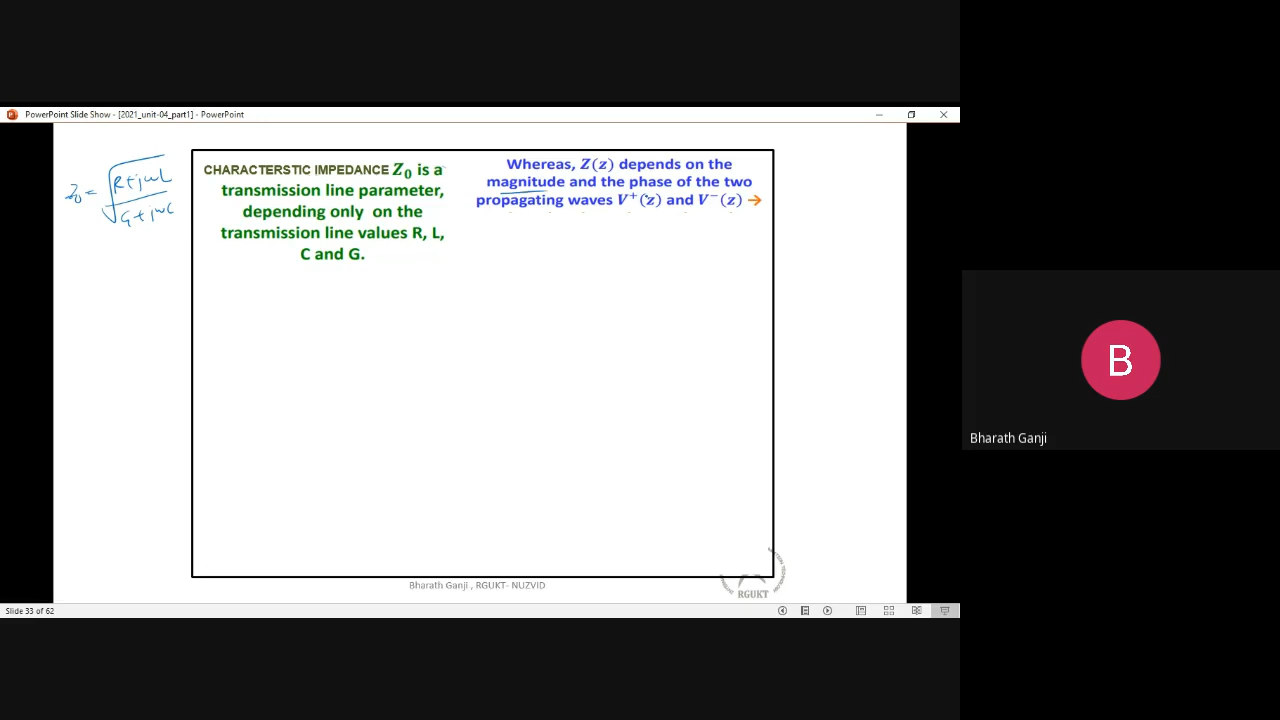 PowerPoint Slide Show - [2021_unit-04_part1] - PowerPoint
Z0 = √(R+jωL / G+jωC)
CHARACTERSTIC IMPEDANCE Z0 is a
transmission line parameter,
depending only on the
transmission line values R, L,
C and G.
Whereas, Z(z) depends on the
magnitude and the phase of the two
propagating waves V⁺(z) and V⁻(z) →
B
Bharath Ganji
Bharath Ganji , RGUKT- NUZVID
RGUKT
Slide 33 of 62